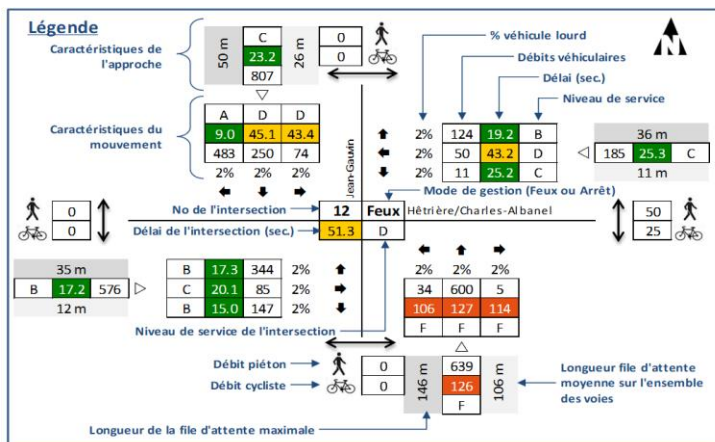 Légende
Caractéristiques de
l'approche
50 m
C
23.2
807
26 m
0
0
% véhicule lourd
Débits véhiculaires
Délai (sec.)
Niveau de service
N
Caractéristiques du
mouvement
A D D
9.0 45.1 43.4
483 250 74
2% 2% 2%
Jean-Gauvin
2% 124 19.2 B
2% 50 43.2 D
2% 11 25.2 C
36 m
185 25.3 C
11 m
Mode de gestion (Feux ou Arrêt)
No de l'intersection
12 Feux
Hêtrière/Charles-Albanel
Délai de l'intersection (sec.)
51.3 D
0
0
50
25
35 m
B 17.2 576
12 m
B 17.3 344 2%
C 20.1 85 2%
B 15.0 147 2%
2% 2% 2%
34 600 5
106 127 114
F F F
Niveau de service de l'intersection
Débit piéton
0
Débit cycliste
0
146 m
639
126
F
106 m
Longueur file d'attente
moyenne sur l'ensemble
des voies
Longueur de la file d'attente maximale